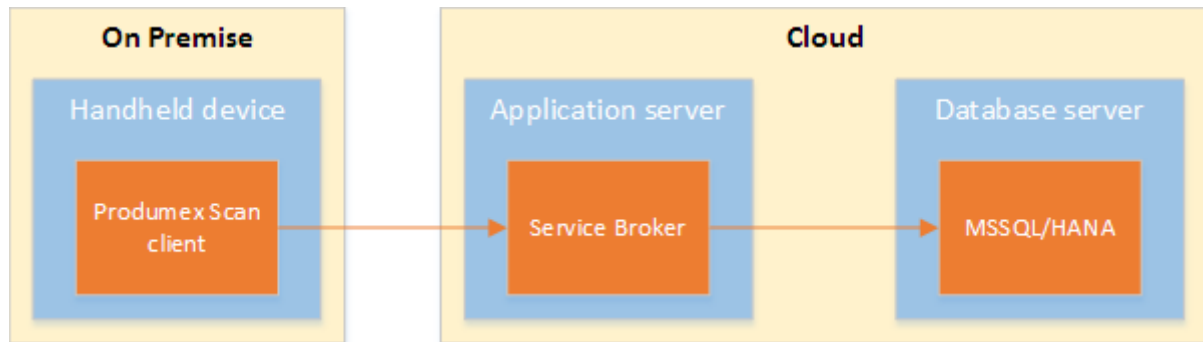 On Premise
Handheld device
Produmex Scan
client
Cloud
Application server
Service Broker
Database server
MSSQL/HANA